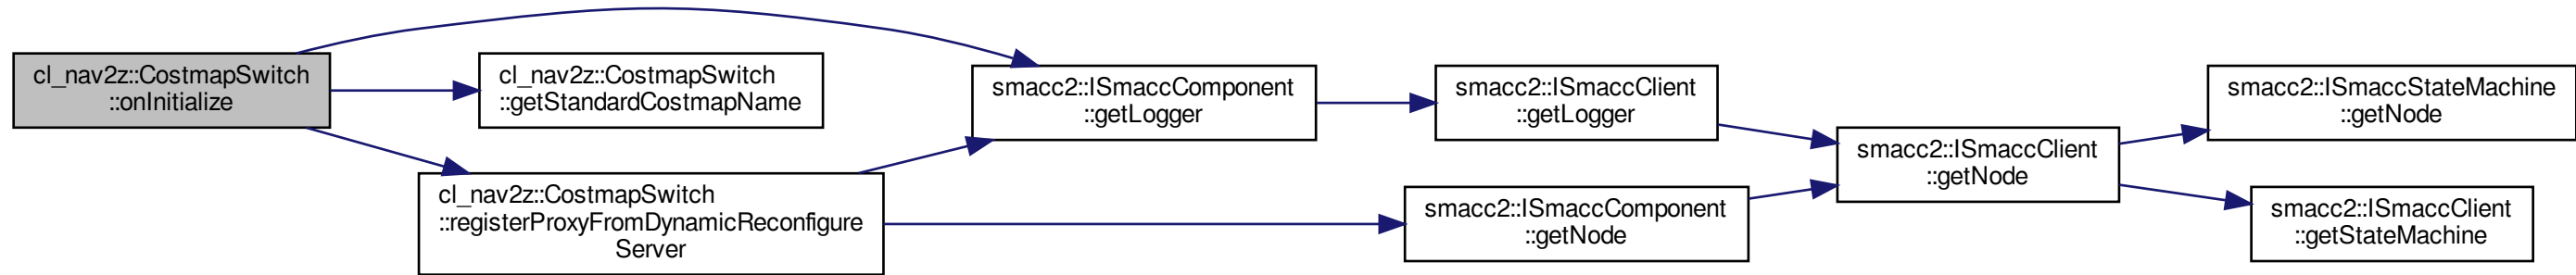 cl_nav2z::CostmapSwitch
::onInitialize
cl_nav2z::CostmapSwitch
::getStandardCostmapName
cl_nav2z::CostmapSwitch
::registerProxyFromDynamicReconfigure
Server
smacc2::ISmaccComponent
::getLogger
smacc2::ISmaccClient
::getLogger
smacc2::ISmaccComponent
::getNode
smacc2::ISmaccClient
::getNode
smacc2::ISmaccStateMachine
::getNode
smacc2::ISmaccClient
::getStateMachine